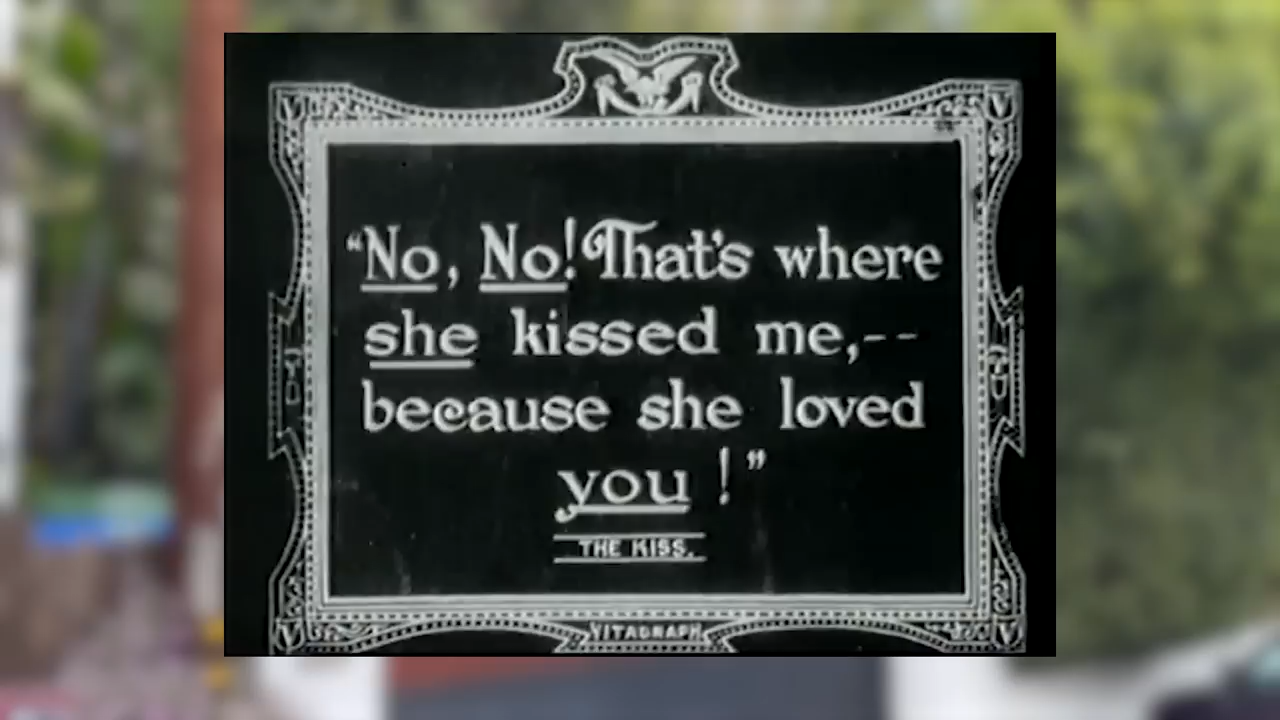 “No, No! That's where
she kissed me,--
because she loved
you!”
THE KISS.
VITAGRAPH